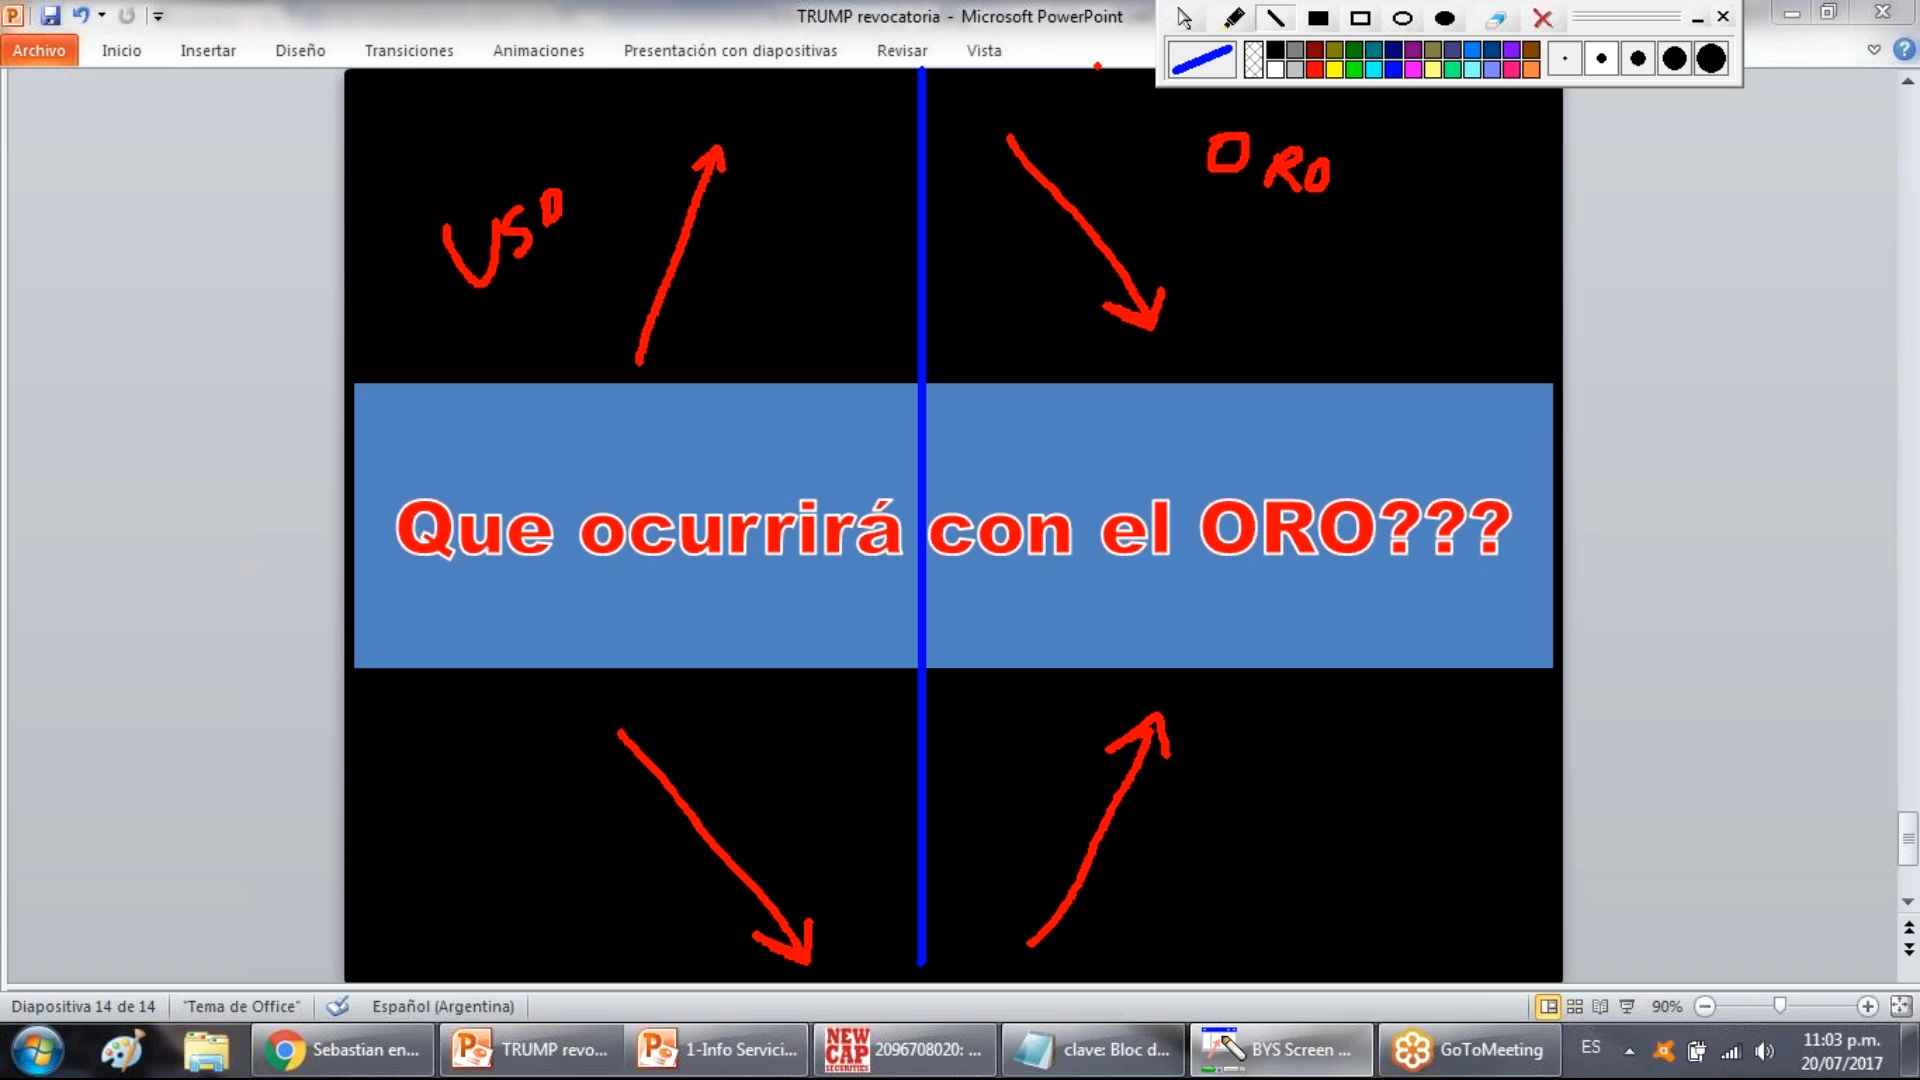 TRUMP revocatoria - Microsoft PowerPoint
Archivo Inicio Insertar Diseño Transiciones Animaciones Presentación con diapositivas Revisar Vista
USD
ORO
Que ocurrirá con el ORO???
Diapositiva 14 de 14 "Tema de Office" Español (Argentina) 90%
Sebastian en... TRUMP revo... 1-Info Servici... NEW CAP SECURITIES 2096708020: ... clave: Bloc d... BYS Screen ... GoToMeeting ES 11:03 p.m.
20/07/2017